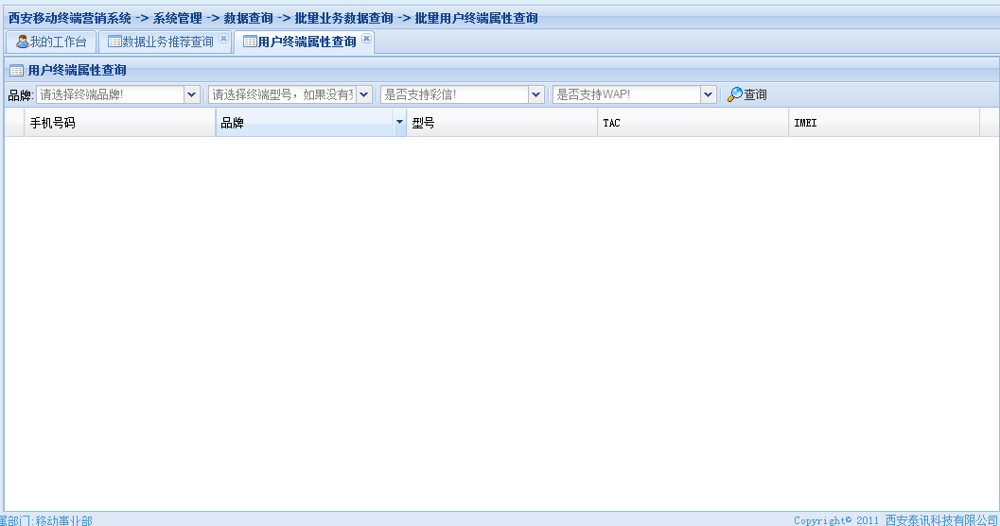 西安移动终端营销系统 -> 系统管理 -> 数据查询 -> 批量业务数据查询 -> 批量用户终端属性查询
我的工作台 数据业务推荐查询 用户终端属性查询
用户终端属性查询
品牌: 请选择终端品牌! 请选择终端型号，如果没有 是否支持彩信! 是否支持WAP! 查询
手机号码 品牌 型号 TAC IMEI
属部门:移动事业部 Copyright© 2011 西安泰讯科技有限公司